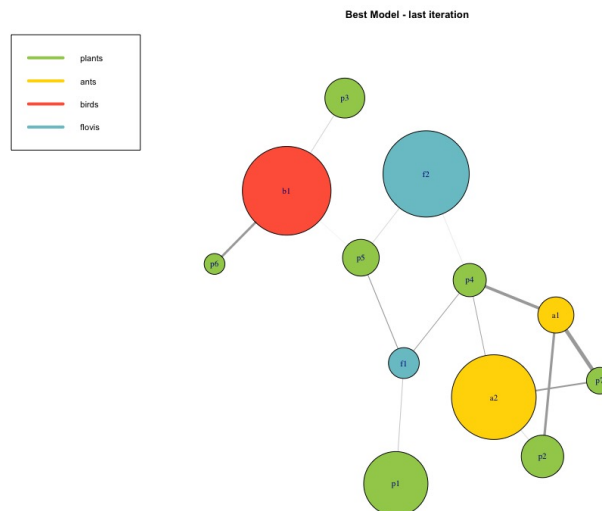 Best Model - last iteration
plants
ants
birds
flovis
p3
f2
b1
p5
p6
p4
a1
f1
p7
a2
p2
p1